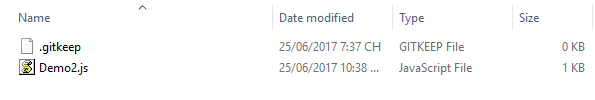 Name Date modified Type Size
.gitkeep 25/06/2017 7:37 CH GITKEEP File 0 KB
Demo2.js 25/06/2017 10:38 ... JavaScript File 1 KB